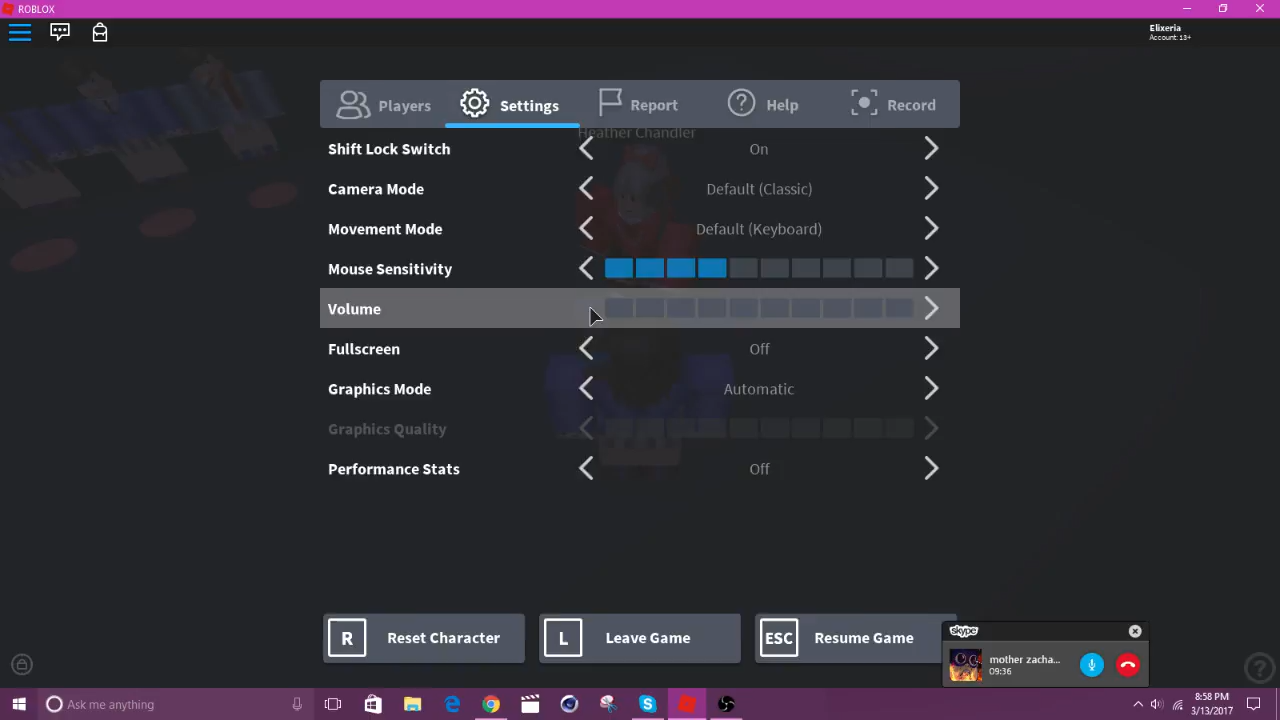 ROBLOX
Elixeria
Account: 13+
Players
Settings
Report
Help
Record
Heather Chandler
Shift Lock Switch
On
Camera Mode
Default (Classic)
Movement Mode
Default (Keyboard)
Mouse Sensitivity
Volume
Fullscreen
Off
Graphics Mode
Automatic
Graphics Quality
Performance Stats
Off
R
Reset Character
L
Leave Game
ESC
Resume Game
skype
mother zacha...
09:36
Ask me anything
8:58 PM
3/13/2017